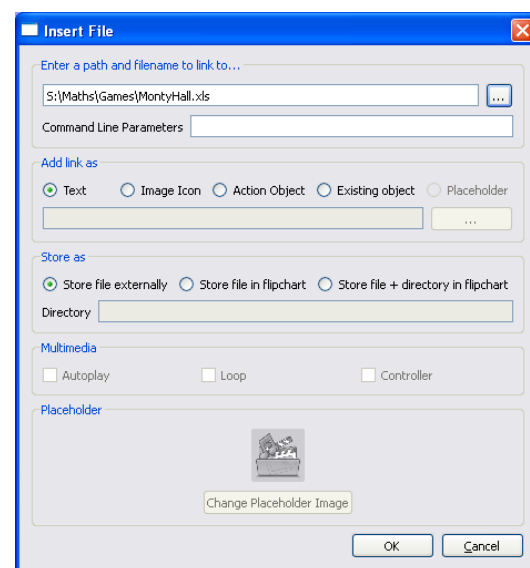 Insert File
Enter a path and filename to link to...
S:\Maths\Games\MontyHall.xls
...
Command Line Parameters
Add link as
Text Image Icon Action Object Existing object Placeholder
...
Store as
Store file externally Store file in flipchart Store file + directory in flipchart
Directory
Multimedia
Autoplay Loop Controller
Placeholder
Change Placeholder Image
OK Cancel